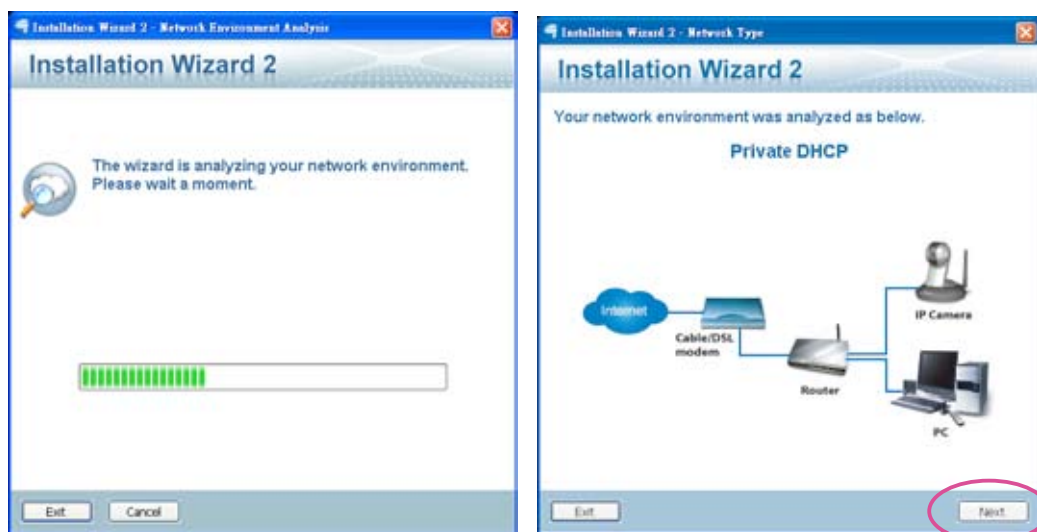 Installation Wizard 2 - Network Environment Analysis
Installation Wizard 2
The wizard is analyzing your network environment.
Please wait a moment.
Exit
Cancel
Installation Wizard 2 - Network Type
Installation Wizard 2
Your network environment was analyzed as below.
Private DHCP
Internet
Cable/DSL
modem
Router
IP Camera
PC
Exit
Next